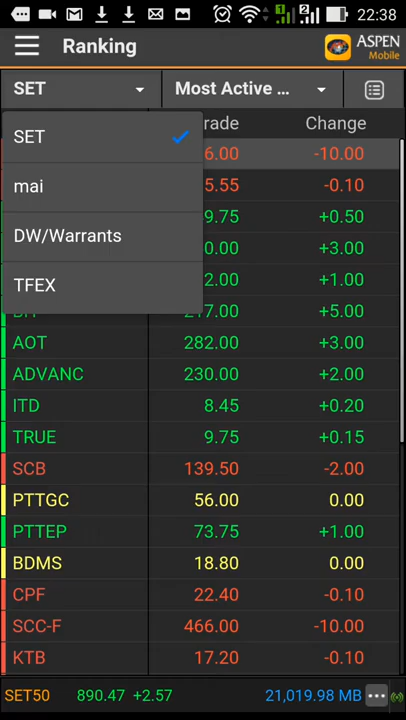 22:38
Ranking
ASPEN
Mobile
SET
Most Active ...
rade Change
SET
6.00 -10.00
5.55 -0.10
mai
9.75 +0.50
DW/Warrants
0.00 +3.00
TFEX
2.00 +1.00
217.00 +5.00
AOT 282.00 +3.00
ADVANC 230.00 +2.00
ITD 8.45 +0.20
TRUE 9.75 +0.15
SCB 139.50 -2.00
PTTGC 56.00 0.00
PTTEP 73.75 +1.00
BDMS 18.80 0.00
CPF 22.40 -0.10
SCC-F 466.00 -10.00
KTB 17.20 -0.10
SET50 890.47 +2.57 21,019.98 MB